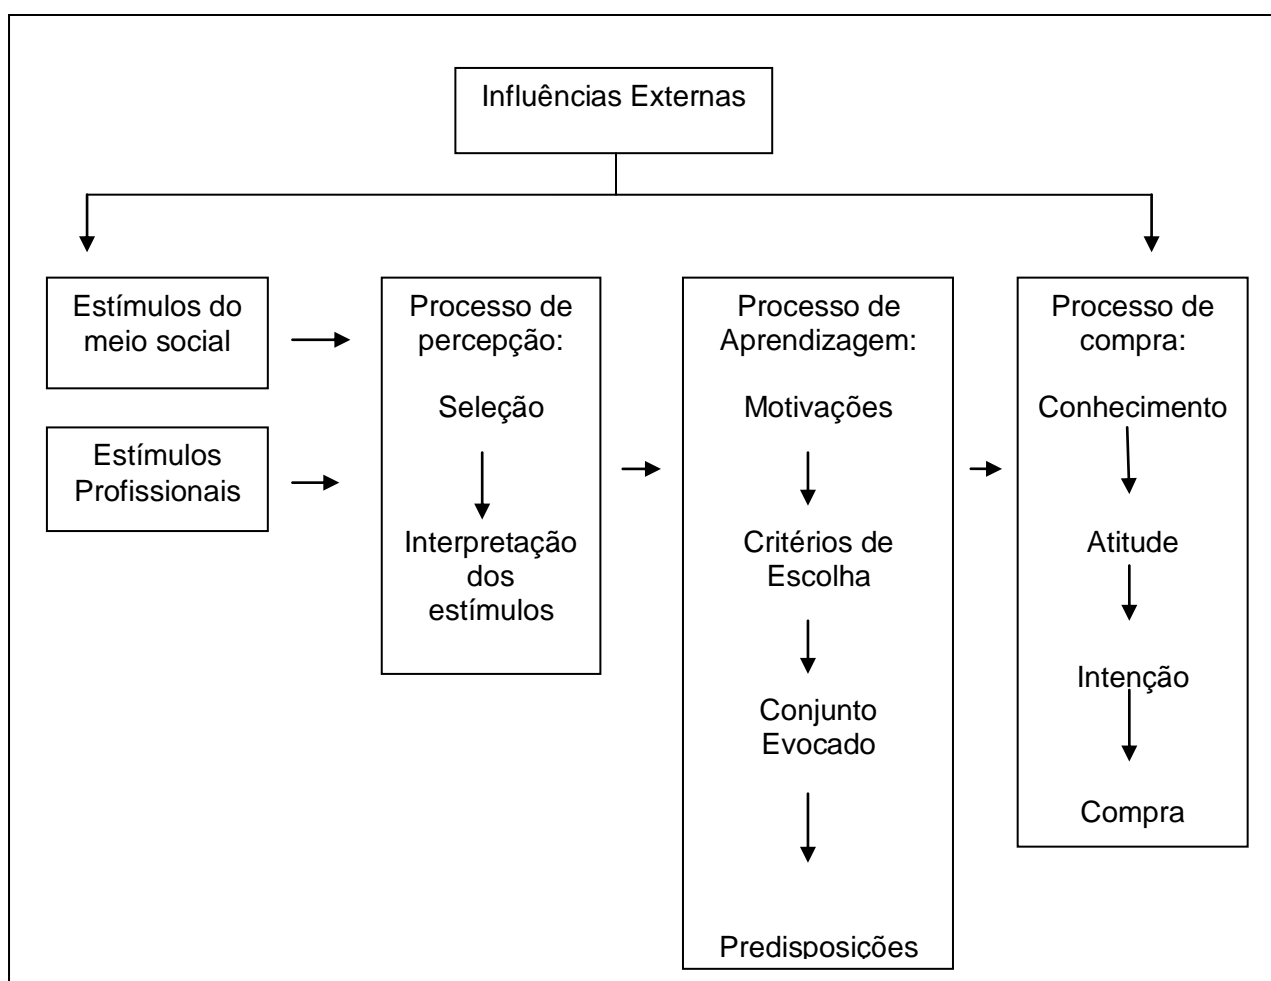 Influências Externas
Estímulos do
meio social
Estímulos
Profissionais
Processo de
percepção:
Seleção
Interpretação
dos
estímulos
Processo de
Aprendizagem:
Motivações
Critérios de
Escolha
Conjunto
Evocado
Predisposições
Processo de
compra:
Conhecimento
Atitude
Intenção
Compra